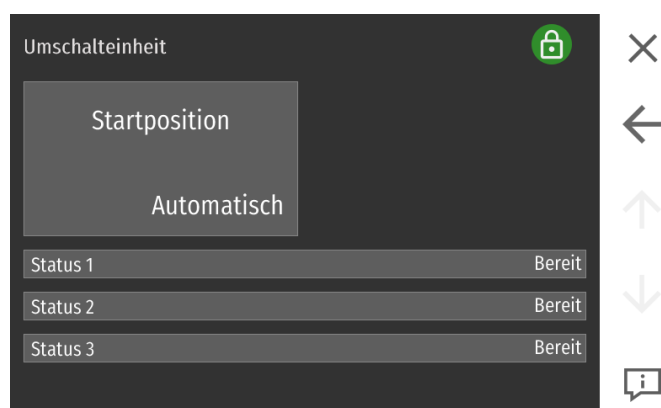 Umschalteinheit
Startposition
Automatisch
Status 1 Bereit
Status 2 Bereit
Status 3 Bereit